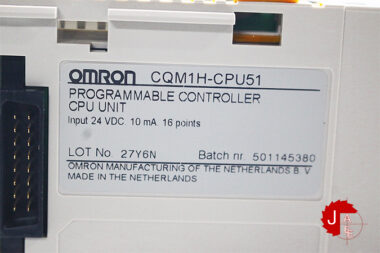 OMRON CQM1H-CPU51
PROGRAMMABLE CONTROLLER
CPU UNIT
Input 24 VDC 10 mA 16 points
LOT No. 27Y6N Batch nr 501145380
OMRON MANUFACTURING OF THE NETHERLANDS B.V
MADE IN THE NETHERLANDS